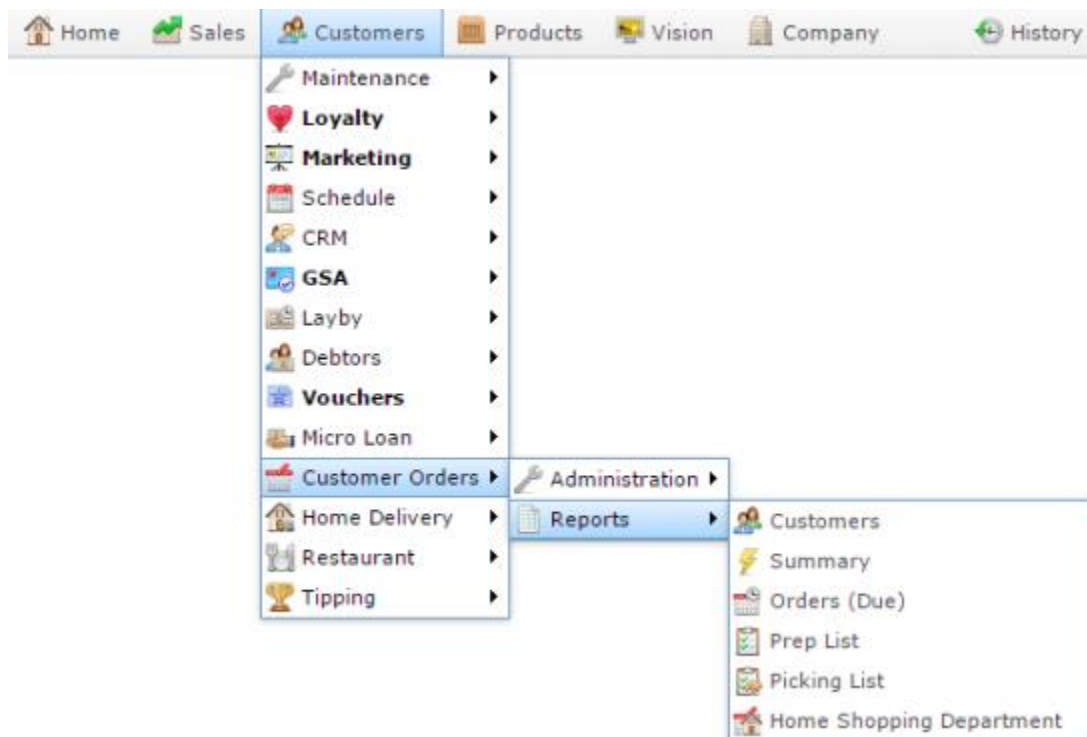 Home Sales Customers Products Vision Company History
Maintenance
Loyalty
Marketing
Schedule
CRM
GSA
Layby
Debtors
Vouchers
Micro Loan
Customer Orders
Home Delivery
Restaurant
Tipping
Administration
Reports
Customers
Summary
Orders (Due)
Prep List
Picking List
Home Shopping Department